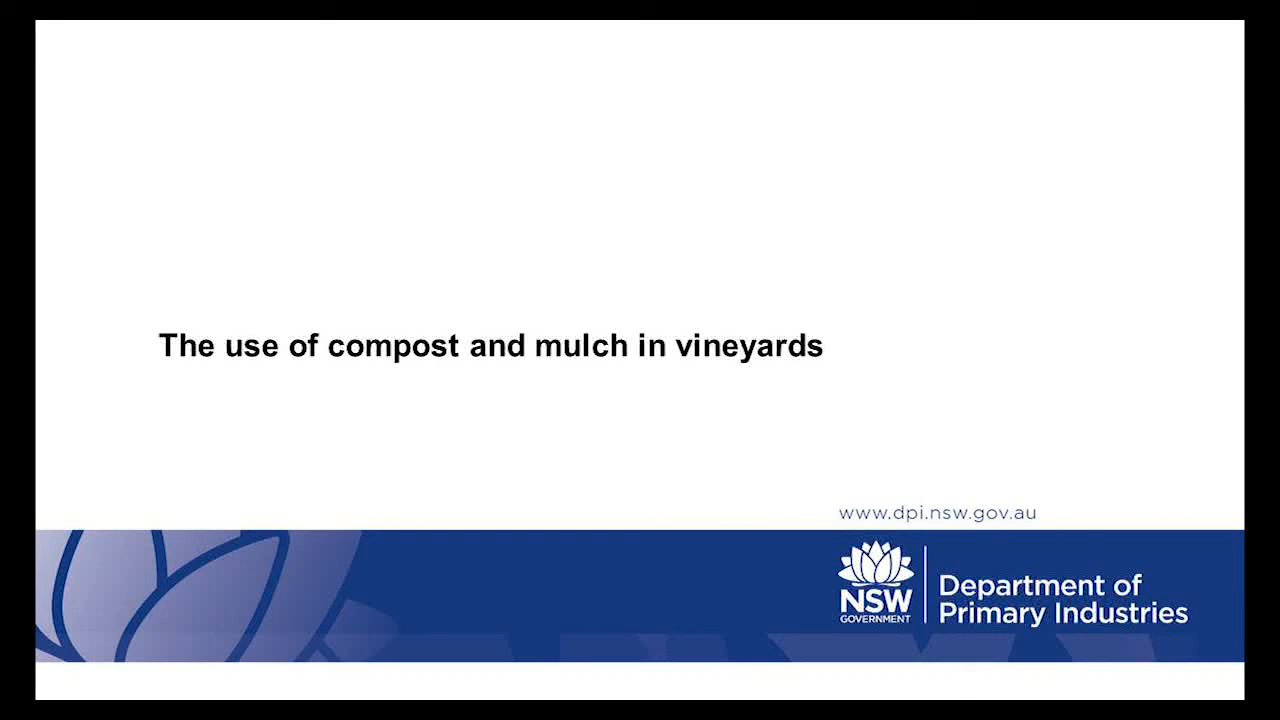 The use of compost and mulch in vineyards
www.dpi.nsw.gov.au
NSW
GOVERNMENT
Department of
Primary Industries